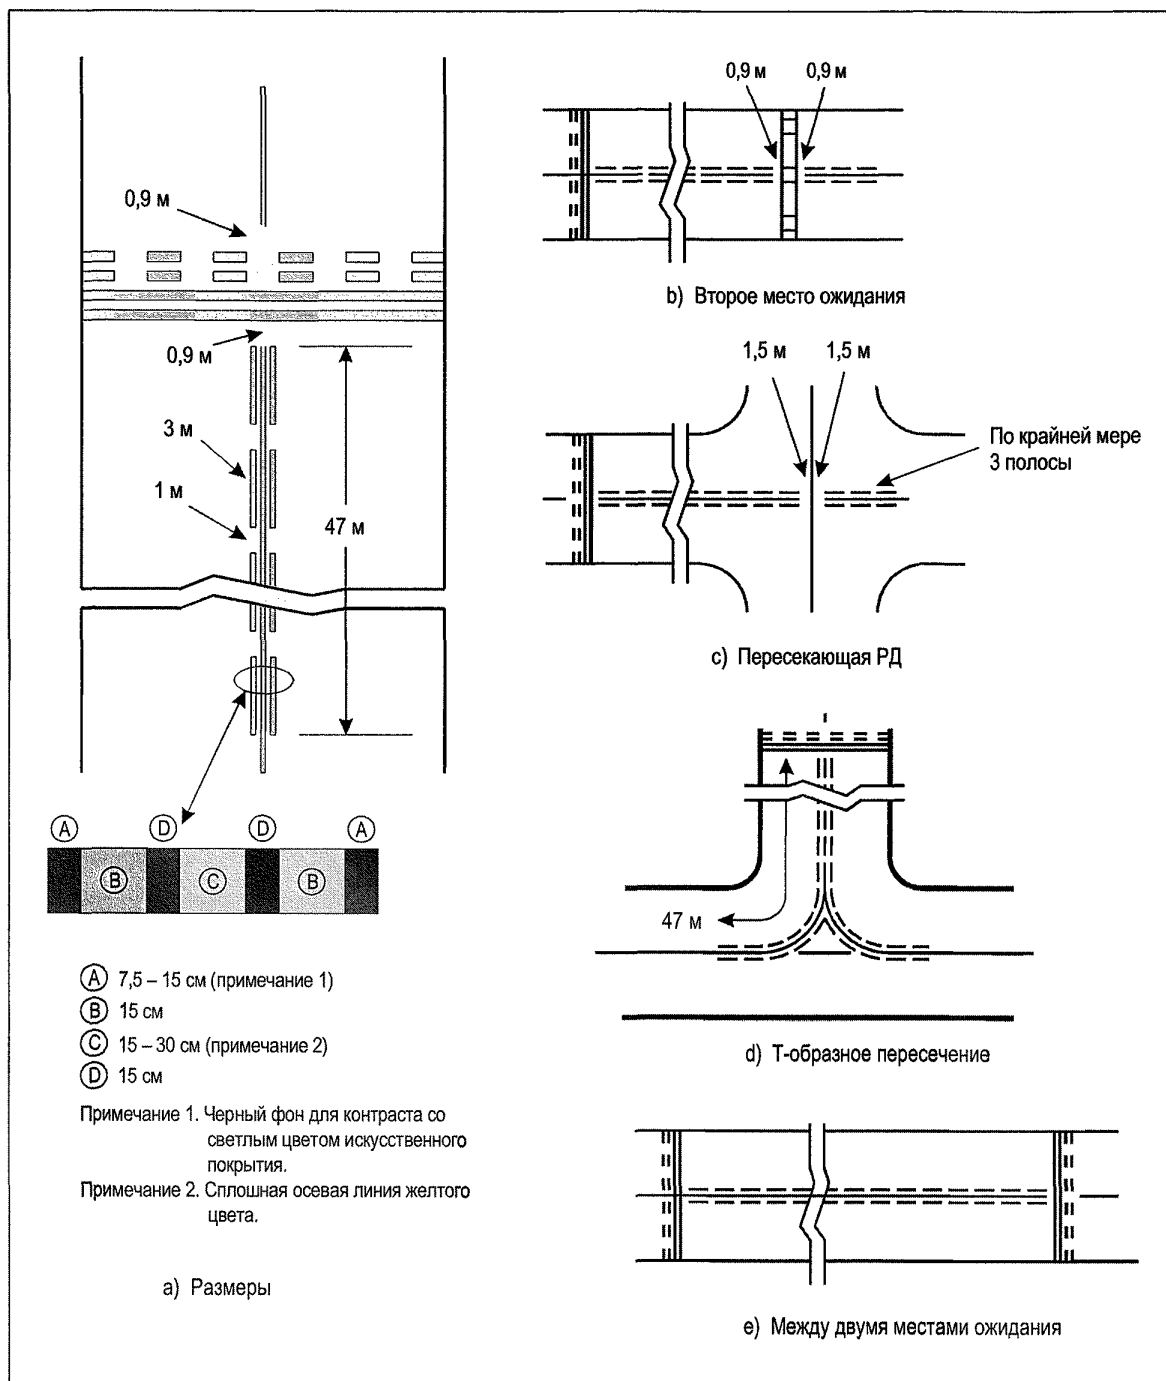 0,9 м
0,9 м
3 м
1 м
47 м
A D D A
B C B
A 7,5 – 15 см (примечание 1)
B 15 см
C 15 – 30 см (примечание 2)
D 15 см
Примечание 1. Черный фон для контраста со
светлым цветом искусственного
покрытия.
Примечание 2. Сплошная осевая линия желтого
цвета.
a) Размеры
0,9 м 0,9 м
b) Второе место ожидания
1,5 м 1,5 м
По крайней мере
3 полосы
c) Пересекающая РД
47 м
d) Т-образное пересечение
e) Между двумя местами ожидания